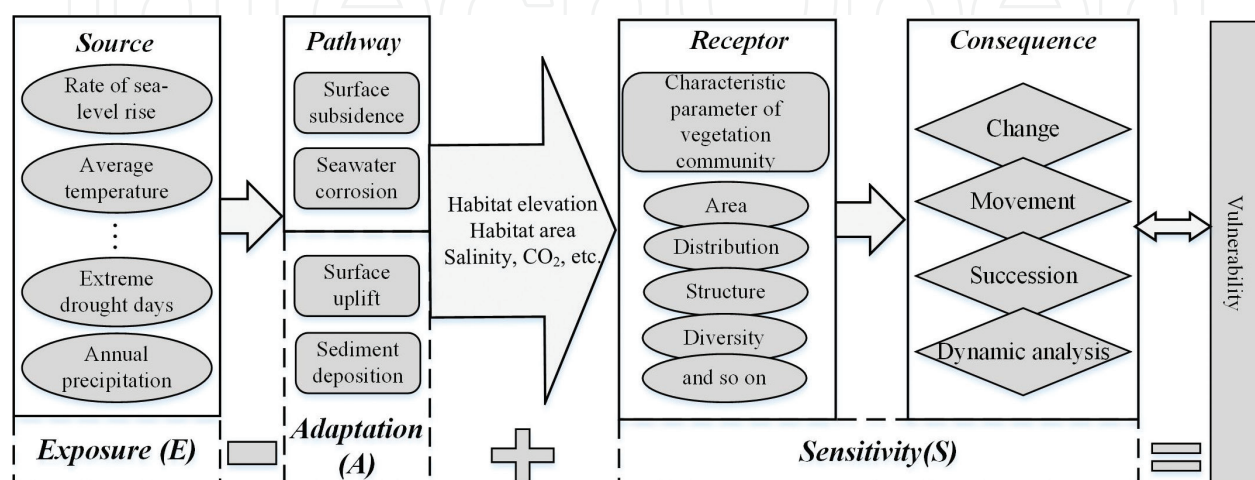 Source
Rate of sea-
level rise
Average
temperature
Extreme
drought days
Annual
precipitation
Exposure (E)
Pathway
Surface
subsidence
Seawater
corrosion
Surface
uplift
Sediment
deposition
Adaptation
(A)
Habitat elevation
Habitat area
Salinity, CO₂, etc.
Receptor
Characteristic
parameter of
vegetation
community
Area
Distribution
Structure
Diversity
and so on
Consequence
Change
Movement
Succession
Dynamic analysis
Sensitivity(S)
Vulnerability